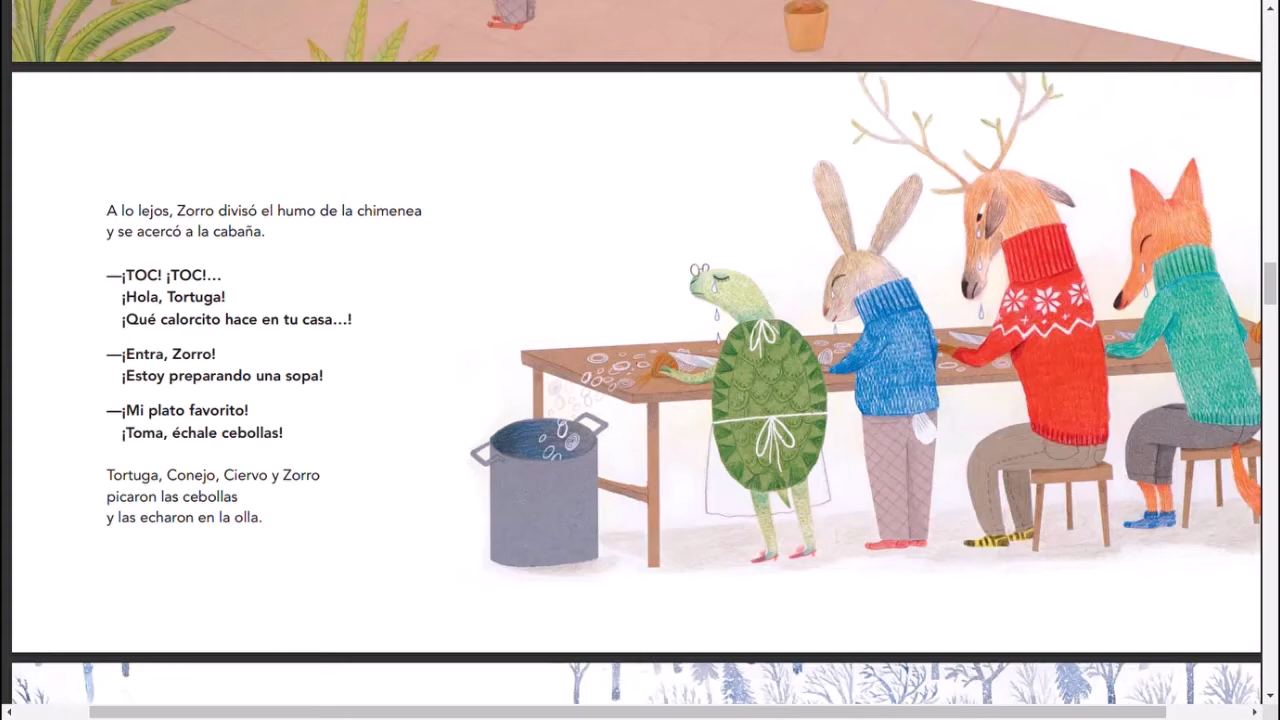 A lo lejos, Zorro divisó el humo de la chimenea
y se acercó a la cabaña.
—¡TOC! ¡TOC!...
¡Hola, Tortuga!
¡Qué calorcito hace en tu casa...!
—¡Entra, Zorro!
¡Estoy preparando una sopa!
—¡Mi plato favorito!
¡Toma, échale cebollas!
Tortuga, Conejo, Ciervo y Zorro
picaron las cebollas
y las echaron en la olla.